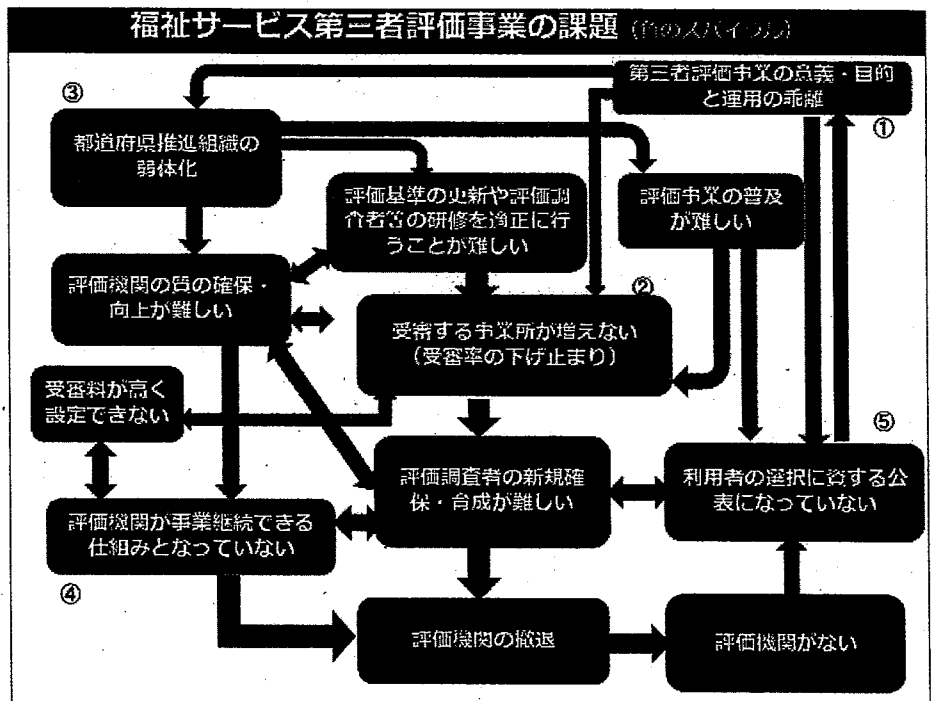 福祉サービス第三者評価事業の課題 (負のスパイラル)
第三者評価事業の意義・目的
と運用の乖離
①
③
都道府県推進組織の
弱体化
評価基準の更新や評価調
査者等の研修を適正に行
うことが難しい
評価事業の普及
が難しい
評価機関の質の確保・
向上が難しい
②
受審する事業所が増えない
(受審率の下げ止まり)
受審料が高く
設定できない
⑤
評価調査者の新規確
保・育成が難しい
利用者の選択に資する公
表になっていない
評価機関が事業継続できる
仕組みとなっていない
④
評価機関の撤退
評価機関がない